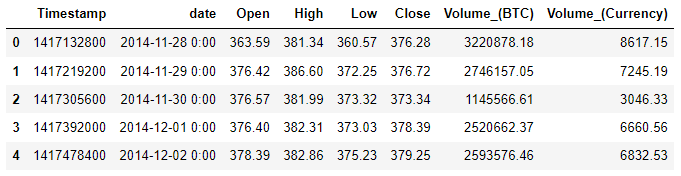 Timestamp date Open High Low Close Volume_(BTC) Volume_(Currency)
0 1417132800 2014-11-28 0:00 363.59 381.34 360.57 376.28 3220878.18 8617.15
1 1417219200 2014-11-29 0:00 376.42 386.60 372.25 376.72 2746157.05 7245.19
2 1417305600 2014-11-30 0:00 376.57 381.99 373.32 373.34 1145566.61 3046.33
3 1417392000 2014-12-01 0:00 376.40 382.31 373.03 378.39 2520662.37 6660.56
4 1417478400 2014-12-02 0:00 378.39 382.86 375.23 379.25 2593576.46 6832.53